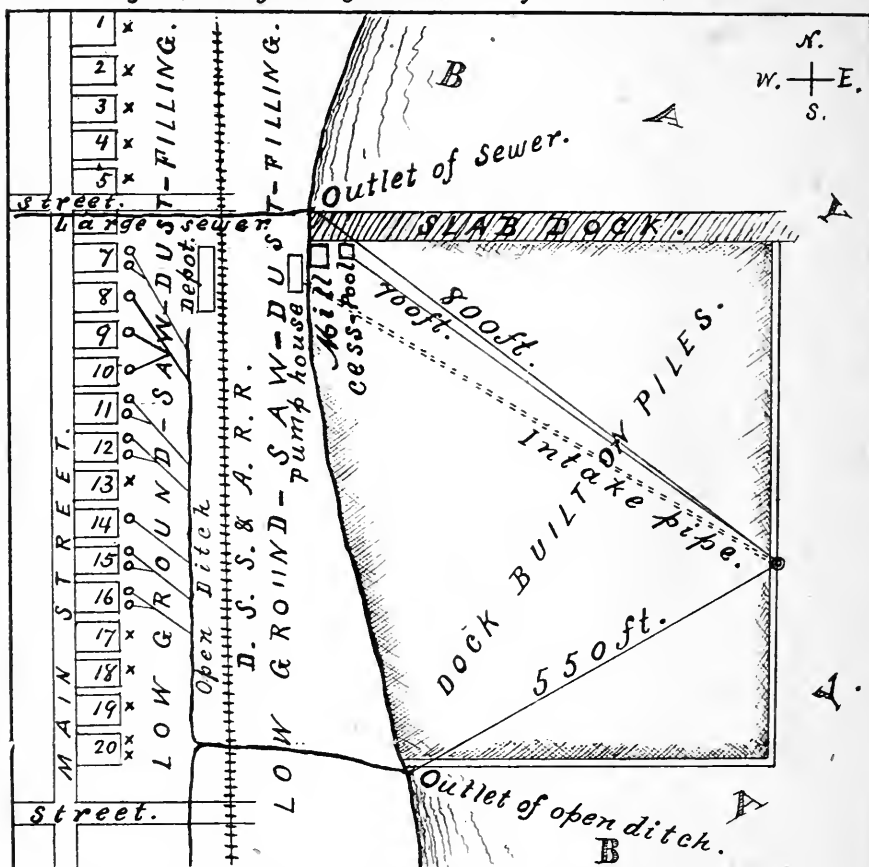 N.
W. E.
S.
1 x
2 x
3 x
4 x
5 x
LOW GROUND-SAW-DUST-FILLING.
LOW GROUND-SAW-DUST-FILLING.
B
A
Outlet of Sewer.
Street.
Large sewer
SLAB DOCK.
A
7
8
9
10
11
12
13 x
14
15
16
17 x
18 x
19 x
20 x x
Depot.
Mill
cess-pool
pump house
800ft.
700ft.
Intake pipe.
DOCK BUILT ON PILES.
550ft.
MAIN STREET.
Open Ditch
D. S. S. & A. R. R.
A.
Street.
Outlet of open ditch.
A
B